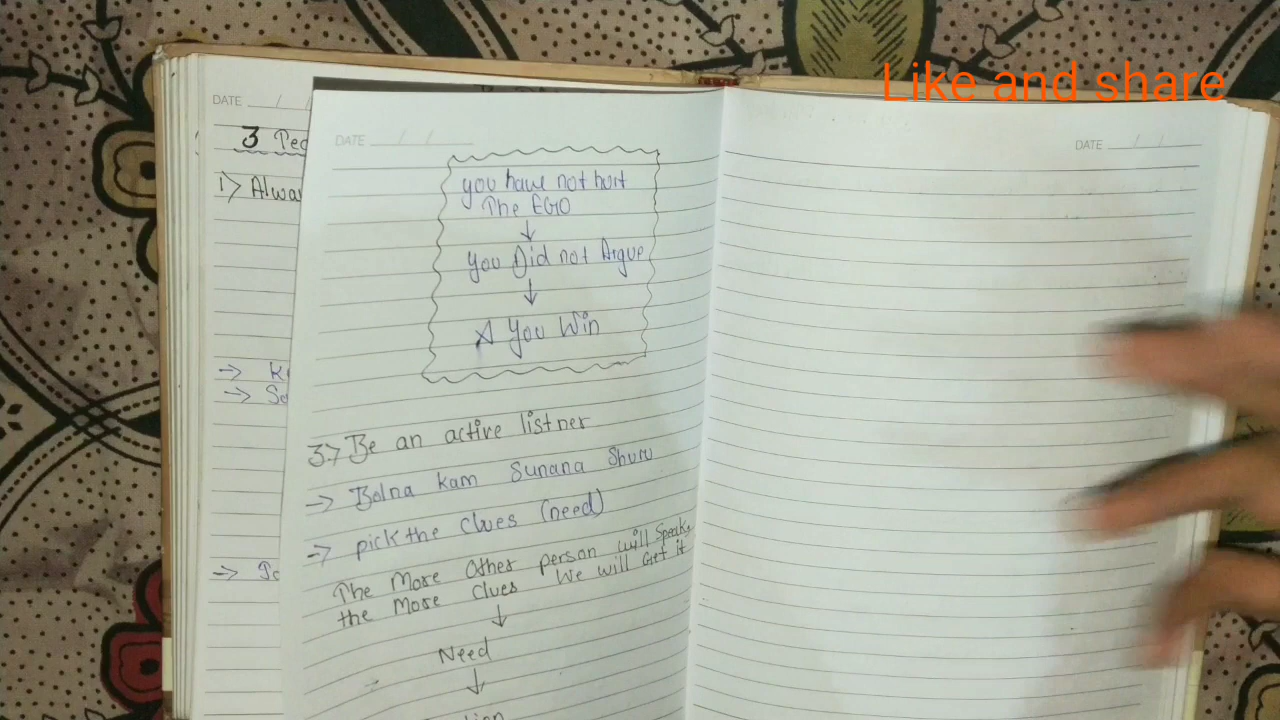 Like and share
DATE / /
3
1> Alwa
→
→ Se
→
DATE / /
you have not hurt
The EGO
↓
you Did not Argue
↓
You Win
3.> Be an active listner
→ Bolna kam Sunana Shuru
→ pick the clues (need)
The More Other person will Speak,
the More Clues We will Get it
↓
Need
↓
DATE / /